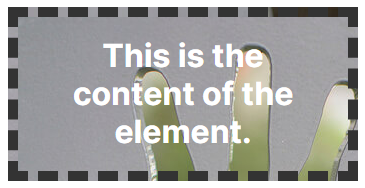 This is the
content of the
element.